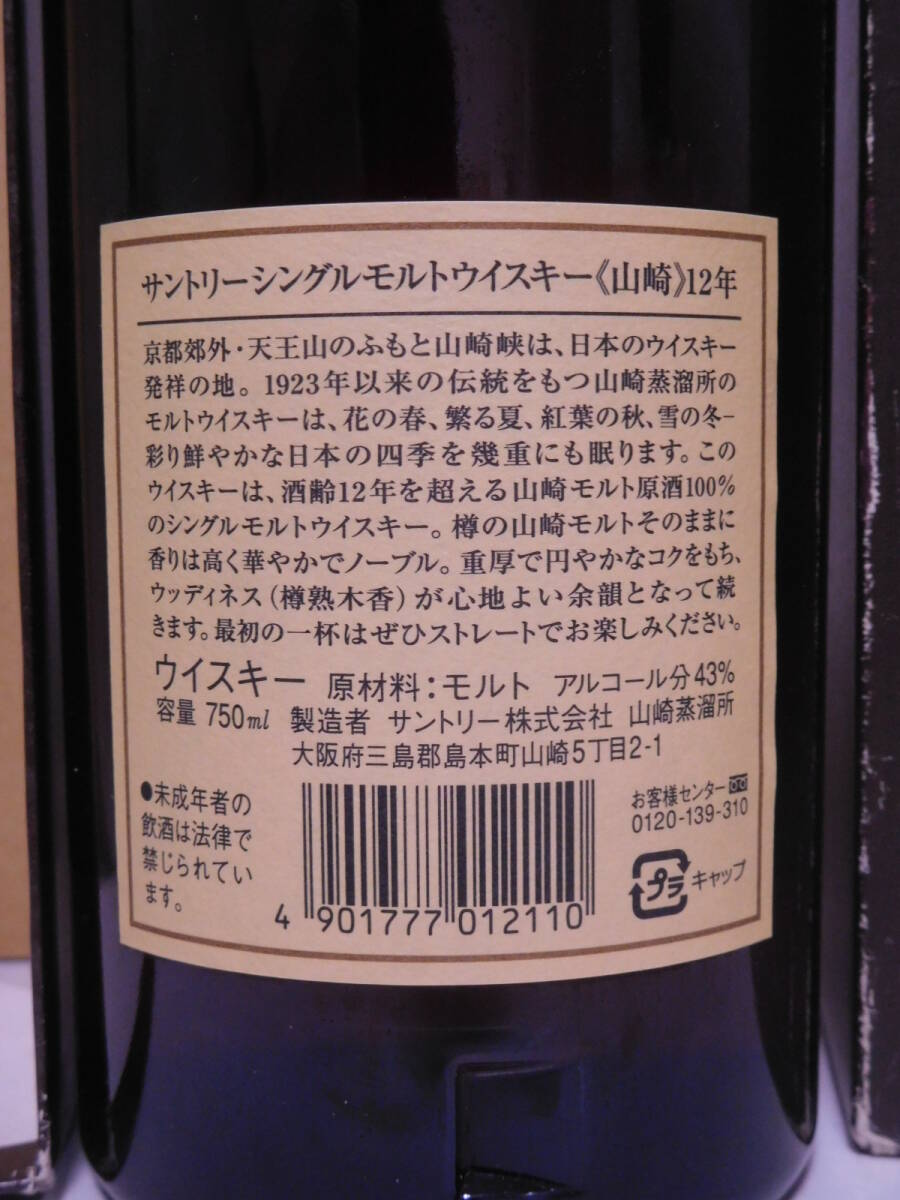 サントリーシングルモルトウイスキー《山崎》12年
京都郊外・天王山のふもと山崎峡は、日本のウイスキー
発祥の地。1923年以来の伝統をもつ山崎蒸溜所の
モルトウイスキーは、花の春、繁る夏、紅葉の秋、雪の冬−
彩り鮮やかな日本の四季を幾重にも眠ります。この
ウイスキーは、酒齢12年を超える山崎モルト原酒100%
のシングルモルトウイスキー。樽の山崎モルトそのままに
香りは高く華やかでノーブル。重厚で円やかなコクをもち、
ウッディネス(樽熟木香)が心地よい余韻となって続
きます。最初の一杯はぜひストレートでお楽しみください。
ウイスキー 原材料:モルト アルコール分43%
容量 750ml 製造者 サントリー株式会社 山崎蒸溜所
大阪府三島郡島本町山崎5丁目2-1
●未成年者の
飲酒は法律で
禁じられてい
ます。
4 901777 012110
お客様センター
0120-139-310
プラ キャップ